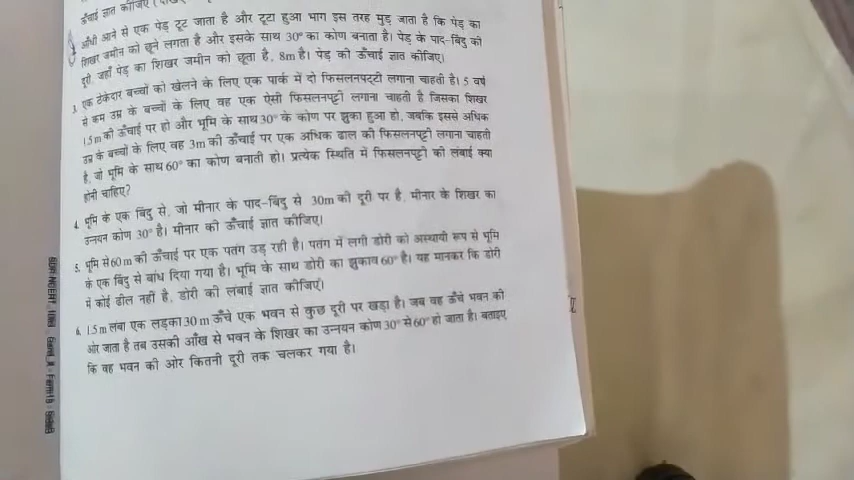 ऊँचाई ज्ञात कीजिए
आँधी आने से एक पेड़ टूट जाता है और टूटा हुआ भाग इस तरह मुड़ जाता है कि पेड़ का
शिखर जमीन को छूने लगता है और इसके साथ 30° का कोण बनाता है। पेड़ के पाद-बिंदु की
दूरी, जहाँ पेड़ का शिखर जमीन को छूता है, 8m है। पेड़ की ऊँचाई ज्ञात कीजिए।
3. एक ठेकेदार बच्चों को खेलने के लिए एक पार्क में दो फिसलनपट्टी लगाना चाहती है। 5 वर्ष
से कम उम्र के बच्चों के लिए वह एक ऐसी फिसलनपट्टी लगाना चाहती है जिसका शिखर
1.5m की ऊँचाई पर हो और भूमि के साथ 30° के कोण पर झुका हुआ हो, जबकि इससे अधिक
उम्र के बच्चों के लिए वह 3m की ऊँचाई पर एक अधिक ढाल की फिसलनपट्टी लगाना चाहती
है, जो भूमि के साथ 60° का कोण बनाती हो। प्रत्येक स्थिति में फिसलनपट्टी की लंबाई क्या
होनी चाहिए?
4. भूमि के एक बिंदु से, जो मीनार के पाद-बिंदु से 30m की दूरी पर है, मीनार के शिखर का
उन्नयन कोण 30° है। मीनार की ऊँचाई ज्ञात कीजिए।
5. भूमि से 60 m की ऊँचाई पर एक पतंग उड़ रही है। पतंग में लगी डोरी को अस्थायी रूप से भूमि
के एक बिंदु से बांध दिया गया है। भूमि के साथ डोरी का झुकाव 60° है। यह मानकर कि डोरी
में कोई ढील नहीं है, डोरी की लंबाई ज्ञात कीजिए।
6. 1.5 m लंबा एक लड़का 30 m ऊँचे एक भवन से कुछ दूरी पर खड़ा है। जब वह ऊँचे भवन की
ओर जाता है तब उसकी आँख से भवन के शिखर का उन्नयन कोण 30° से 60° हो जाता है। बताइए
कि वह भवन की ओर कितनी दूरी तक चलकर गया है।